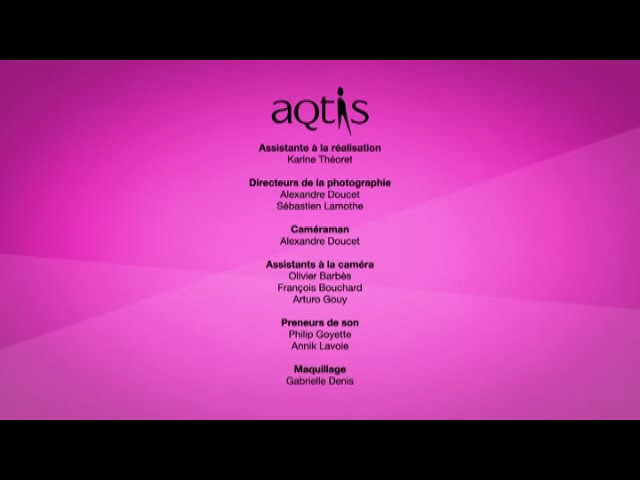 aqtis
Assistante à la réalisation
Karine Théoret
Directeurs de la photographie
Alexandre Doucet
Sébastien Lamothe
Caméraman
Alexandre Doucet
Assistants à la caméra
Olivier Barbès
François Bouchard
Arturo Gouy
Preneurs de son
Philip Goyette
Annik Lavoie
Maquillage
Gabrielle Denis